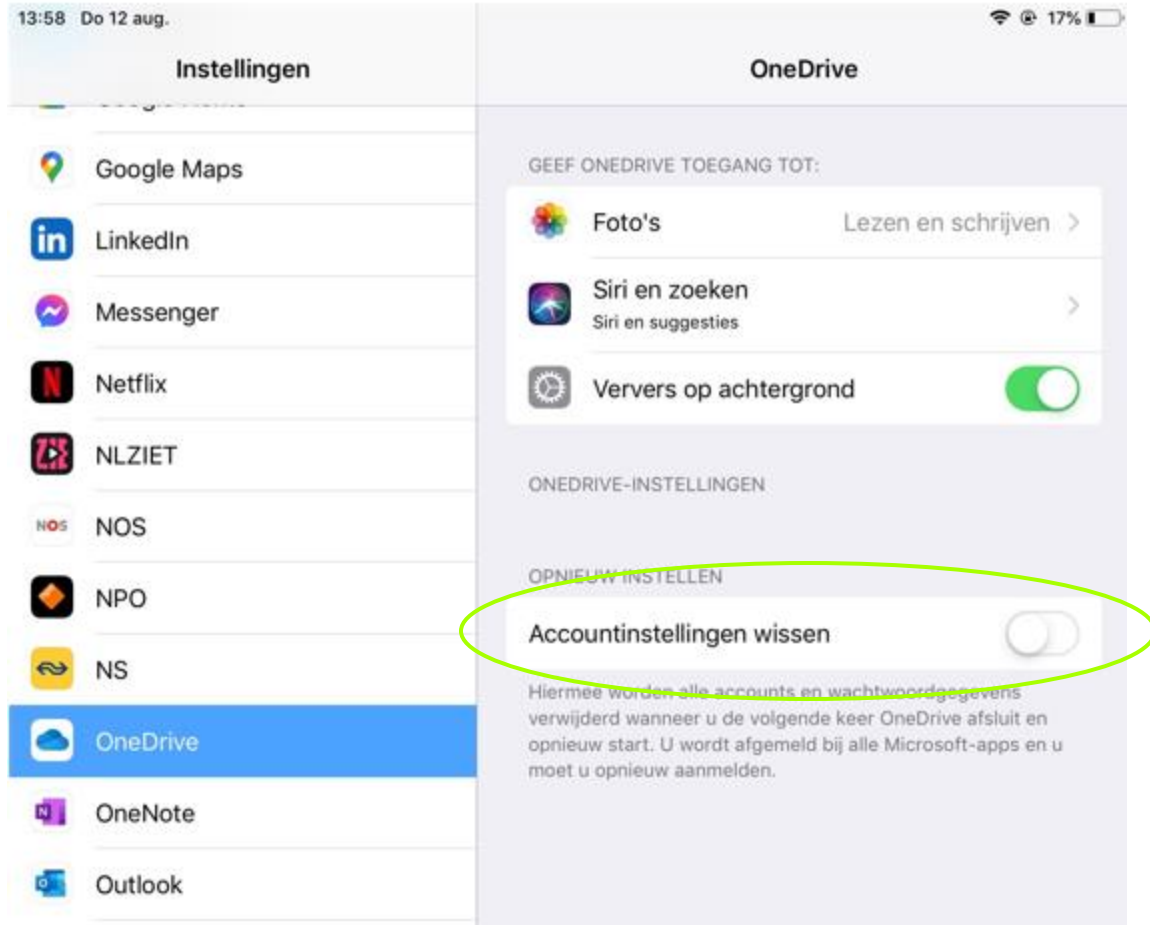 13:58 Do 12 aug.
17%
Instellingen
OneDrive
Google Maps
LinkedIn
Messenger
Netflix
NLZIET
NOS
NOS
NPO
NS
OneDrive
OneNote
Outlook
GEEF ONEDRIVE TOEGANG TOT:
Foto's Lezen en schrijven
Siri en zoeken
Siri en suggesties
Ververs op achtergrond
ONEDRIVE-INSTELLINGEN
OPNIEUW INSTELLEN
Accountinstellingen wissen
Hiermee worden alle accounts en wachtwoordgegevens
verwijderd wanneer u de volgende keer OneDrive afsluit en
opnieuw start. U wordt afgemeld bij alle Microsoft-apps en u
moet u opnieuw aanmelden.